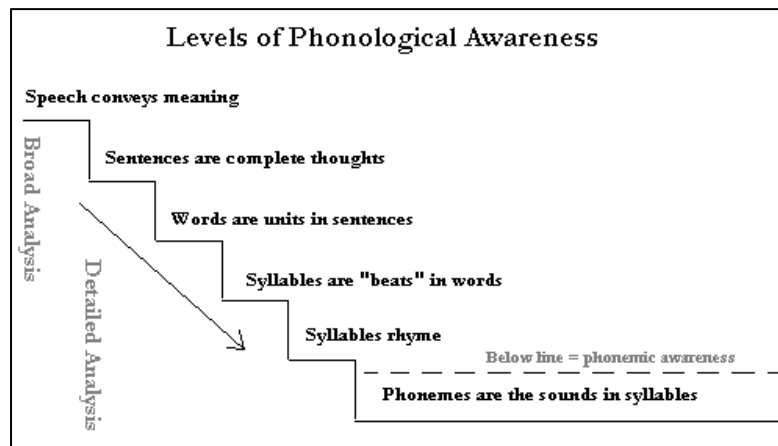 Levels of Phonological Awareness
Speech conveys meaning
Broad Analysis
Sentences are complete thoughts
Words are units in sentences
Detailed Analysis
Syllables are "beats" in words
Syllables rhyme
Below line = phonemic awareness
Phonemes are the sounds in syllables